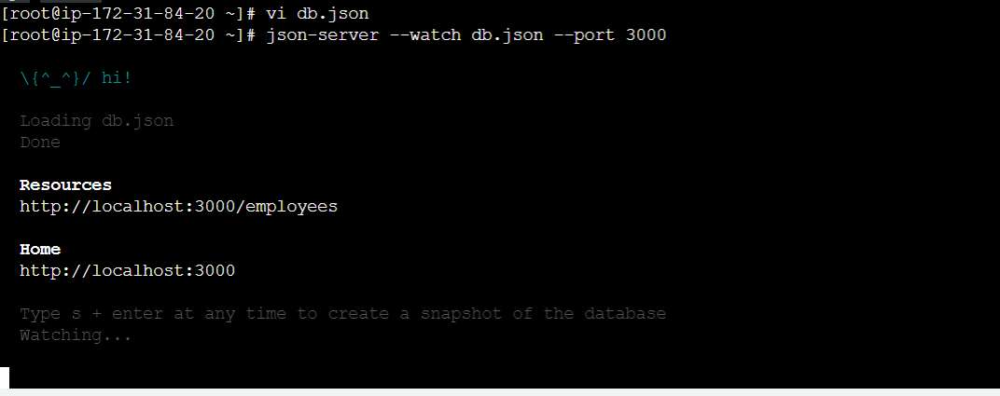 [root@ip-172-31-84-20 ~]# vi db.json
[root@ip-172-31-84-20 ~]# json-server --watch db.json --port 3000
\{^_^}/ hi!
Loading db.json
Done
Resources
http://localhost:3000/employees
Home
http://localhost:3000
Type s + enter at any time to create a snapshot of the database
Watching...